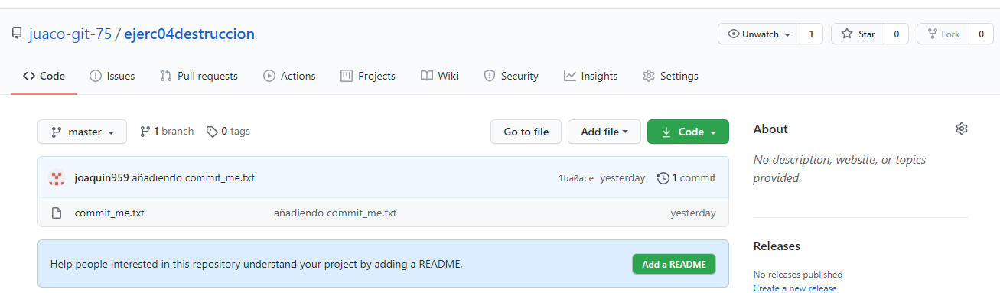 juaco-git-75 / ejerc04destruccion
Unwatch 1 Star 0 Fork 0
Code Issues Pull requests Actions Projects Wiki Security Insights Settings
master 1 branch 0 tags Go to file Add file Code
joaquin959 añadiendo commit_me.txt 1ba0ace yesterday 1 commit
commit_me.txt añadiendo commit_me.txt yesterday
Help people interested in this repository understand your project by adding a README. Add a README
About
No description, website, or topics
provided.
Releases
No releases published
Create a new release